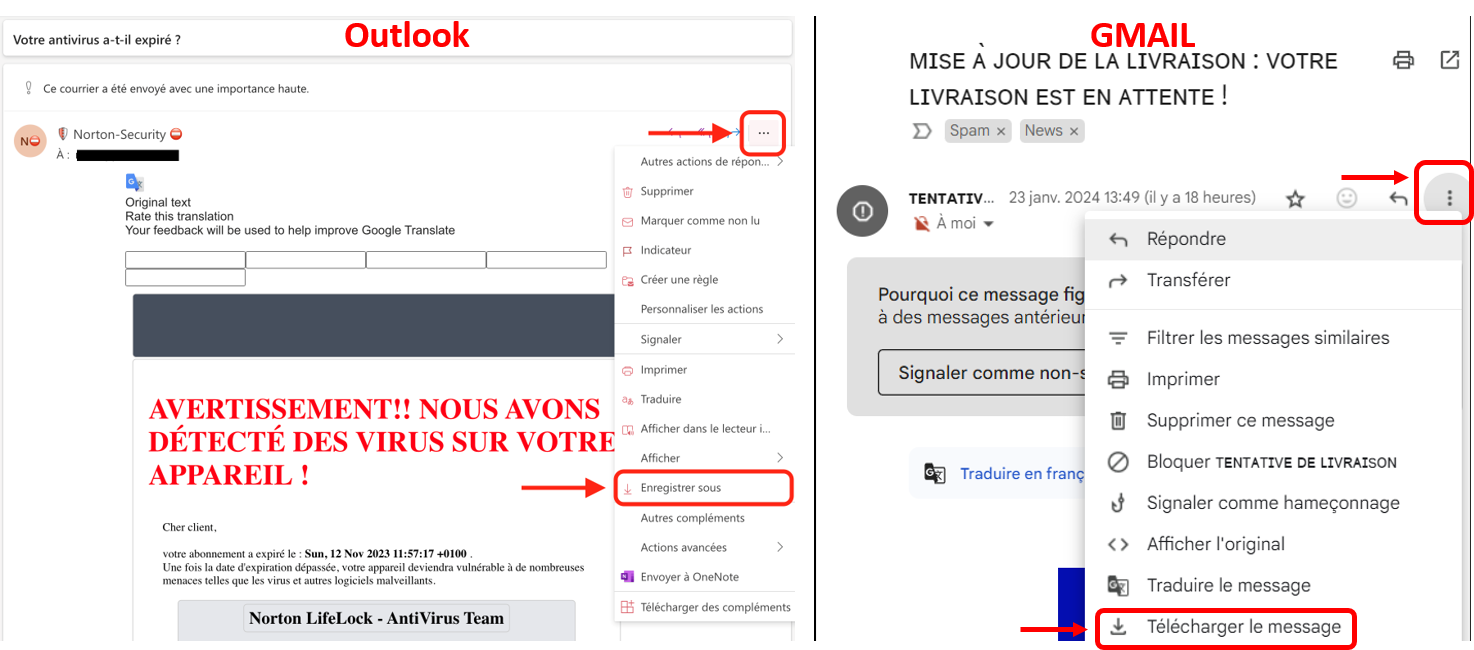 Outlook
Votre antivirus a-t-il expiré ?
Ce courrier a été envoyé avec une importance haute.
N
Norton-Security
À :
...
Original text
Rate this translation
Your feedback will be used to help improve Google Translate
AVERTISSEMENT!! NOUS AVONS
DÉTECTÉ DES VIRUS SUR VOTRE
APPAREIL !
Cher client,
votre abonnement a expiré le : Sun, 12 Nov 2023 11:57:17 +0100 .
Une fois la date d'expiration dépassée, votre appareil deviendra vulnérable à de nombreuses
menaces telles que les virus et autres logiciels malveillants.
Norton LifeLock - AntiVirus Team
Autres actions de répon...
Supprimer
Marquer comme non lu
Indicateur
Créer une règle
Personnaliser les actions
Signaler
Imprimer
Traduire
Afficher dans le lecteur i...
Afficher
Enregistrer sous
Autres compléments
Actions avancées
Envoyer à OneNote
Télécharger des compléments
GMAIL
MISE À JOUR DE LA LIVRAISON : VOTRE
LIVRAISON EST EN ATTENTE !
Spam ×
News ×
TENTATIV... 23 janv. 2024 13:49 (il y a 18 heures)
À moi
Pourquoi ce message fig
à des messages antérieur
Signaler comme non-s
Traduire en franç
Répondre
Transférer
Filtrer les messages similaires
Imprimer
Supprimer ce message
Bloquer TENTATIVE DE LIVRAISON
Signaler comme hameçonnage
Afficher l'original
Traduire le message
Télécharger le message